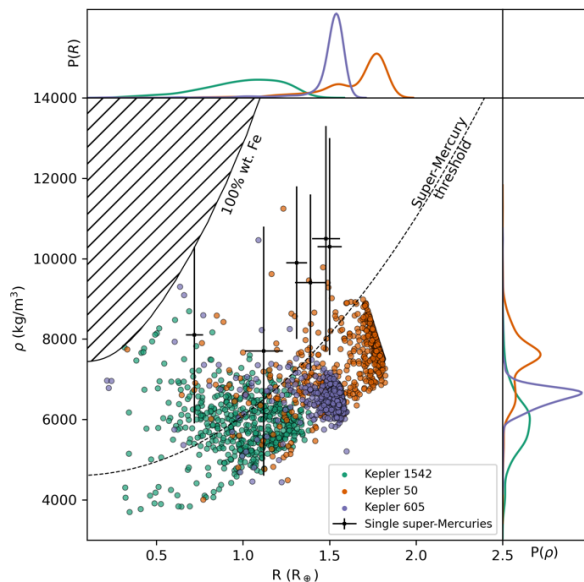 P(R)
14000
12000
10000
8000
6000
4000
ρ (kg/m³)
100% wt. Fe
Super-Mercury
threshold
Kepler 1542
Kepler 50
Kepler 605
Single super-Mercuries
0.5
1.0
1.5
2.0
2.5
R (R⊕)
P(ρ)